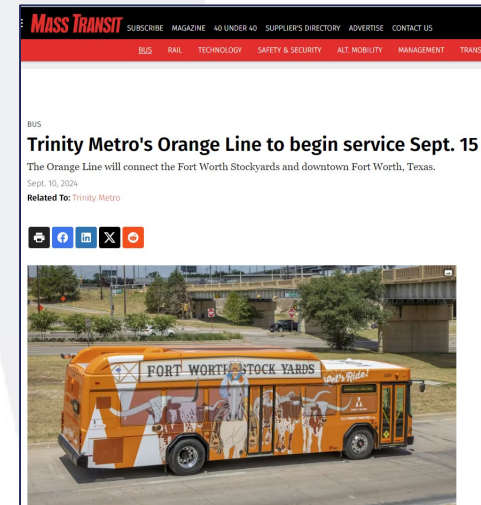 MASS TRANSIT SUBSCRIBE MAGAZINE 40 UNDER 40 SUPPLIER'S DIRECTORY ADVERTISE CONTACT US
BUS RAIL TECHNOLOGY SAFETY & SECURITY ALT. MOBILITY MANAGEMENT TRANS
BUS
Trinity Metro's Orange Line to begin service Sept. 15
The Orange Line will connect the Fort Worth Stockyards and downtown Fort Worth, Texas.
Sept. 10, 2024
Related To: Trinity Metro
FORT WORTH STOCK YARDS
Let's Ride!